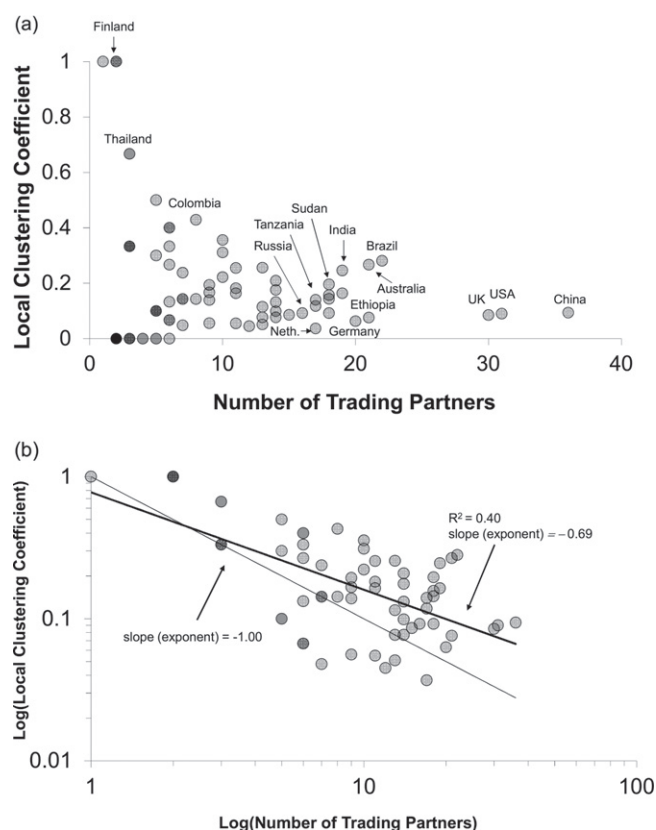 (a)
Finland
1
0.8
Thailand
0.6
Colombia
Sudan
Tanzania
India
Russia
Brazil
Australia
Ethiopia
UK USA China
Neth. Germany
0.4
0.2
0
0 10 20 30 40
Local Clustering Coefficient
Number of Trading Partners
(b)
1
R² = 0.40
slope (exponent) = −0.69
0.1
slope (exponent) = -1.00
0.01
1 10 100
Log(Local Clustering Coefficient)
Log(Number of Trading Partners)